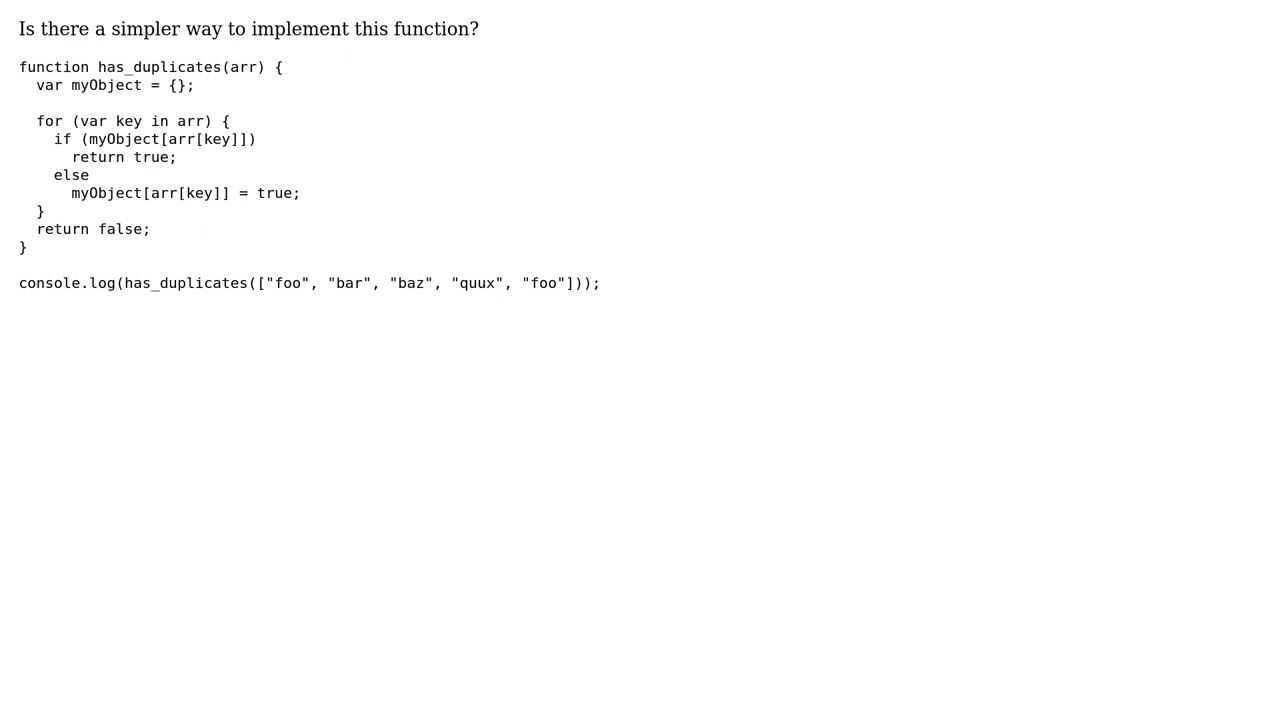 Is there a simpler way to implement this function?
function has_duplicates(arr) {
  var myObject = {};

  for (var key in arr) {
    if (myObject[arr[key]])
      return true;
    else
      myObject[arr[key]] = true;
  }
  return false;
}

console.log(has_duplicates(["foo", "bar", "baz", "quux", "foo"]));